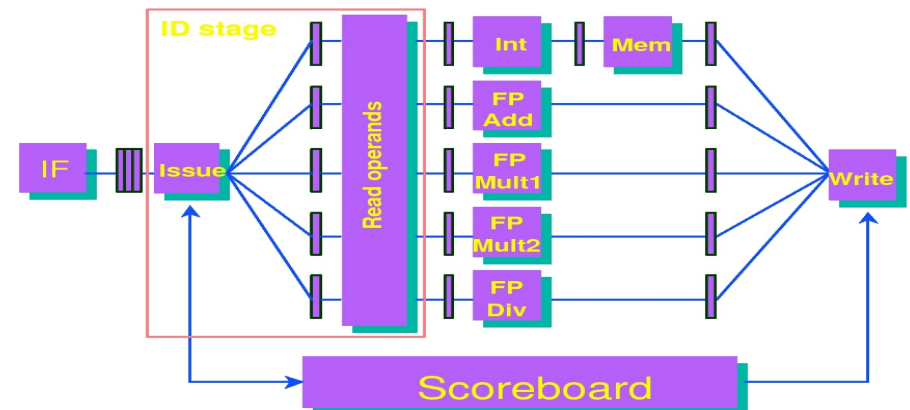 ID stage
IF
Issue
Read operands
Int
Mem
FP
Add
FP
Mult1
FP
Mult2
FP
Div
Write
Scoreboard